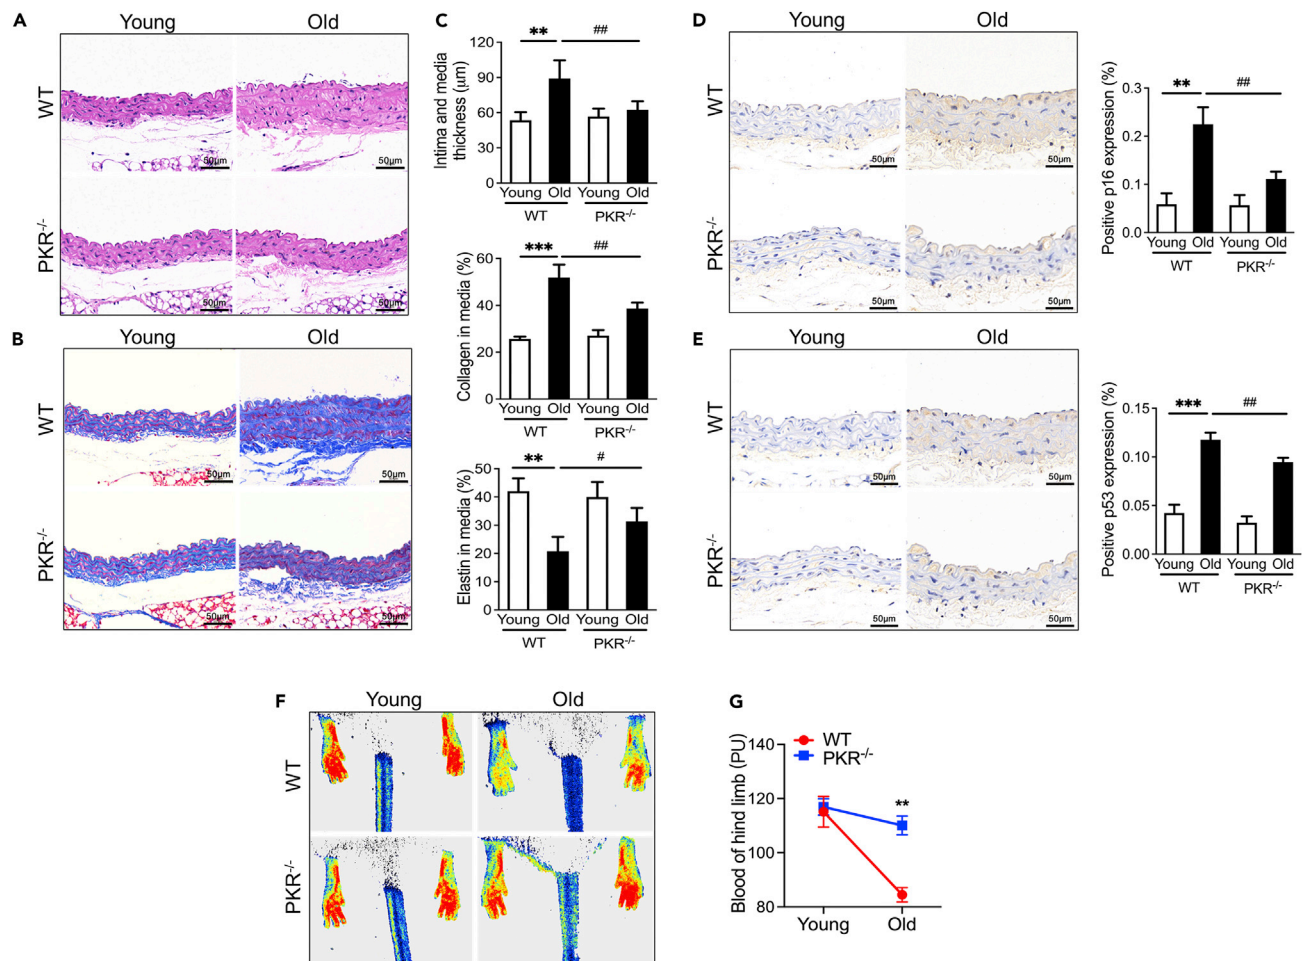 A
Young
Old
WT
50μm
50μm
PKR-/-
50μm
50μm
B
Young
Old
WT
50μm
50μm
PKR-/-
50μm
50μm
C
Intima and media
thickness (μm)
120
90
60
30
0
**
##
Young Old Young Old
WT PKR-/-
Collagen in media (%)
60
40
20
0
***
##
Young Old Young Old
WT PKR-/-
Elastin in media (%)
50
40
30
20
10
0
**
#
Young Old Young Old
WT PKR-/-
D
Young
Old
WT
50μm
50μm
PKR-/-
50μm
50μm
Positive p16 expression (%)
0.3
0.2
0.1
0.0
**
##
Young Old Young Old
WT PKR-/-
E
Young
Old
WT
50μm
50μm
PKR-/-
50μm
50μm
Positive p53 expression (%)
0.15
0.10
0.05
0.00
***
##
Young Old Young Old
WT PKR-/-
F
Young
Old
WT
PKR-/-
G
Blood of hind limb (PU)
140
120
100
80
WT
PKR-/-
**
Young Old